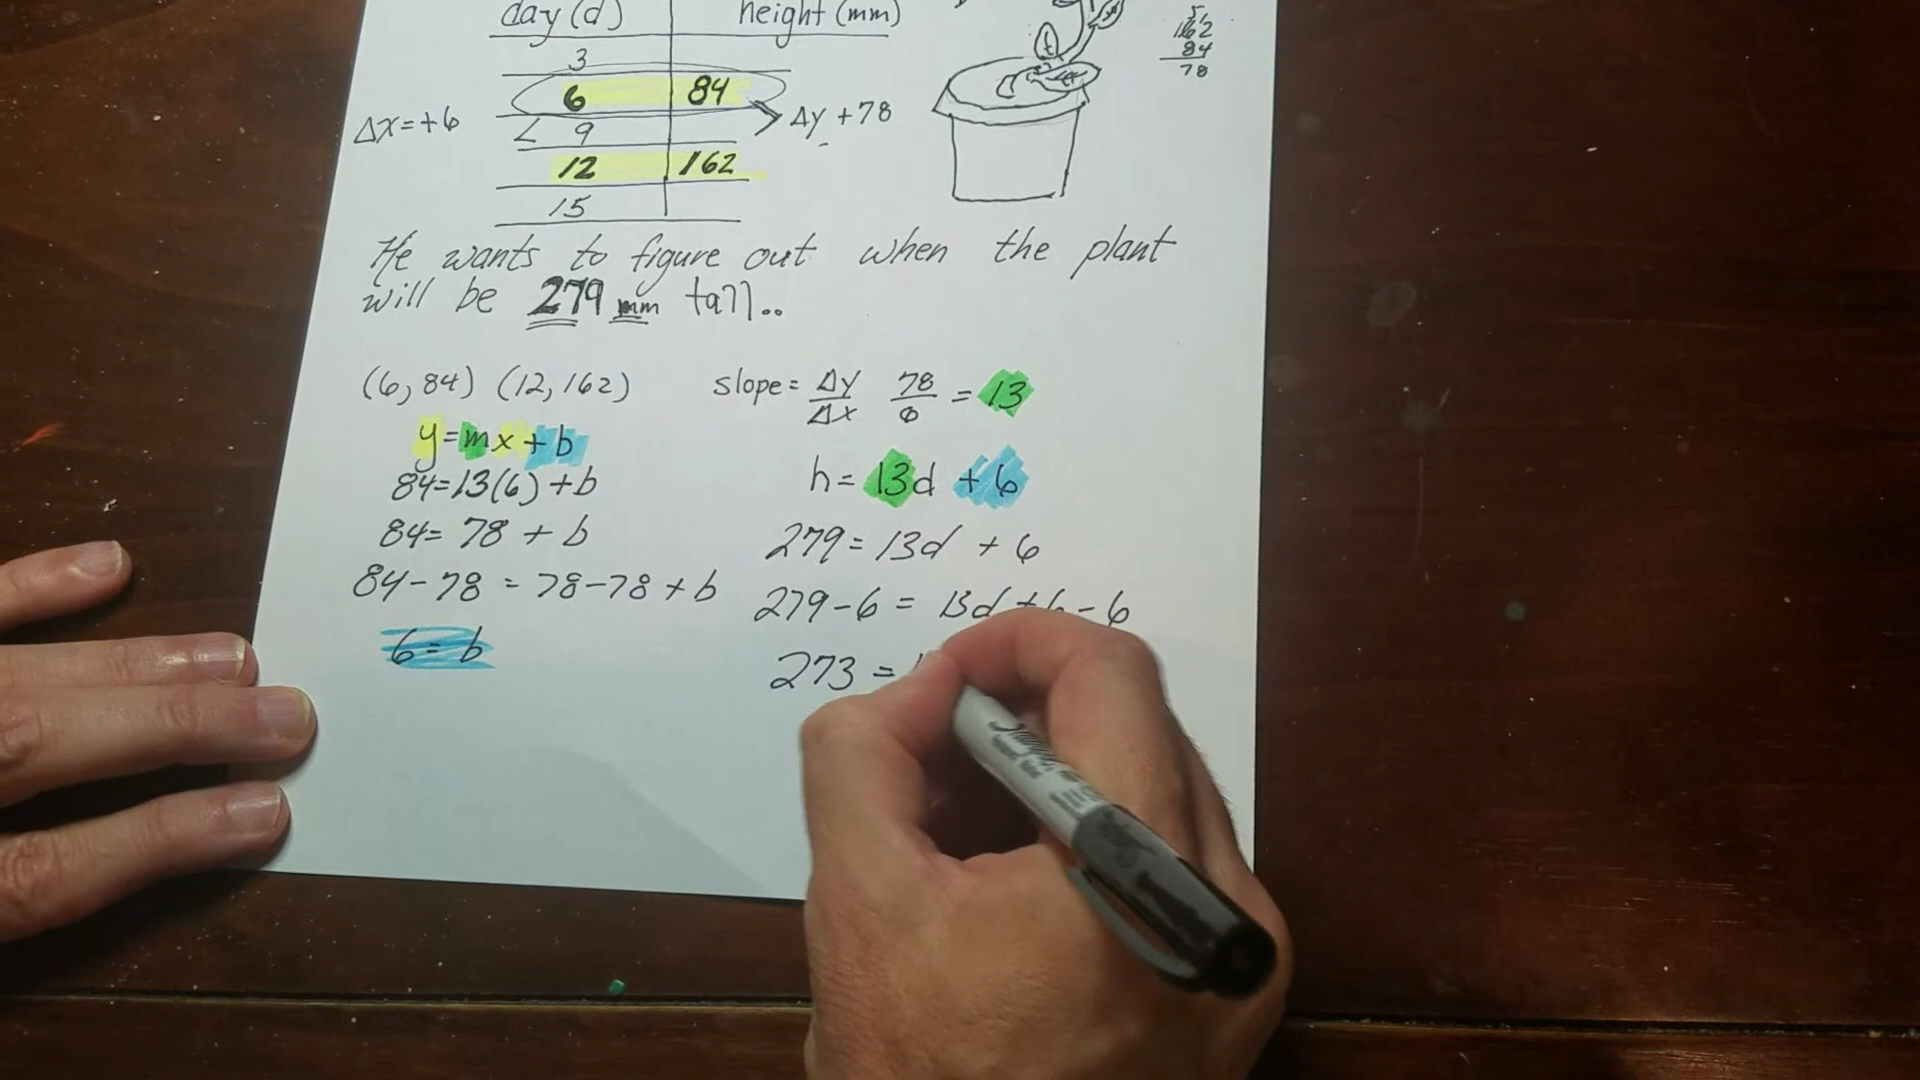 day (d) height (mm)
3
6 84
Δx=+6 < 9 > Δy +78
12 162
15
162
84
78
He wants to figure out when the plant
will be 279 mm tall..
(6,84) (12,162)
y=mx+b
84=13(6)+b
84= 78 + b
84-78 = 78-78 + b
6 = b
slope= Δy/Δx 78/6 = 13
h= 13d +6
279= 13d + 6
279-6 = 13d +6 - 6
273 =